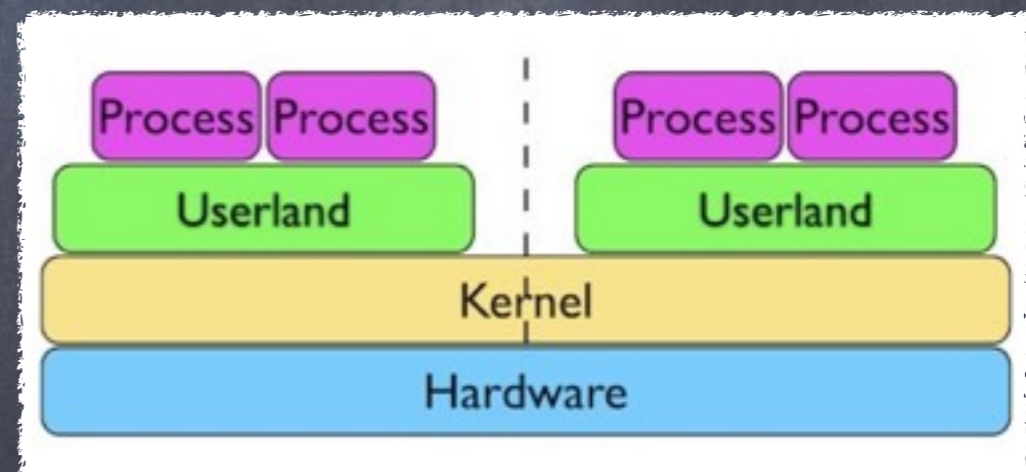 Process Process Process Process
Userland Userland
Kernel
Hardware